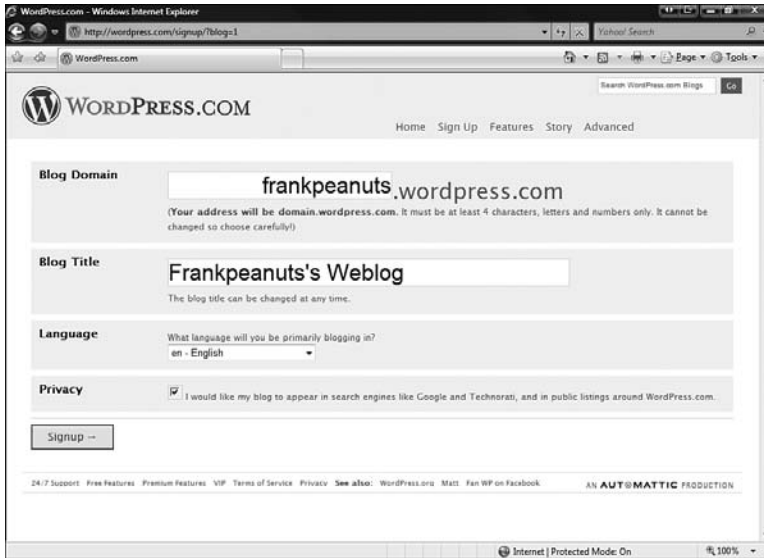 WordPress.com - Windows Internet Explorer
http://wordpress.com/signup/?blog=1
Yahoo! Search
WordPress.com
Page
Tools
Search WordPress.com Blogs
Go
WORDPRESS.COM
Home Sign Up Features Story Advanced
Blog Domain
frankpeanuts.wordpress.com
(Your address will be domain.wordpress.com. It must be at least 4 characters, letters and numbers only. It cannot be
changed so choose carefully!)
Blog Title
Frankpeanuts's Weblog
The blog title can be changed at any time.
Language
What language will you be primarily blogging in?
en - English
Privacy
I would like my blog to appear in search engines like Google and Technorati, and in public listings around WordPress.com.
Signup →
24/7 Support Free Features Premium Features VIP Terms of Service Privacy See also: WordPress.org Matt Fan WP on Facebook
AN AUTOMATTIC PRODUCTION
Internet | Protected Mode: On
100%